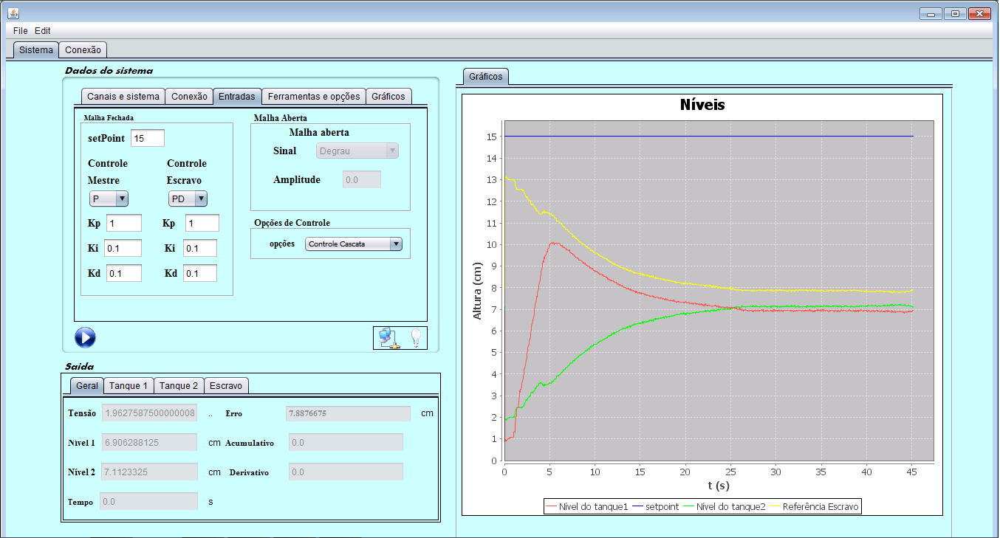 File Edit
Sistema Conexão
Dados do sistema
Canais e sistema Conexão Entradas Ferramentas e opções Gráficos
Malha Fechada
setPoint 15
Controle Controle
Mestre Escravo
P PD
Kp 1 Kp 1
Ki 0.1 Ki 0.1
Kd 0.1 Kd 0.1
Malha Aberta
Malha aberta
Sinal Degrau
Amplitude 0.0
Opções de Controle
opções Controle Cascata
Saida
Geral Tanque 1 Tanque 2 Escravo
Tensão 1.9627587500000008 .. Erro 7.8876675 cm
Nível 1 6.906288125 cm Acumulativo 0.0
Nível 2 7.1123325 cm Derivativo 0.0
Tempo 0.0 s
Gráficos
Níveis
Altura (cm)
15
14
13
12
11
10
9
8
7
6
5
4
3
2
1
0
0 5 10 15 20 25 30 35 40 45
t (s)
Nível do tanque1 setpoint Nível do tanque2 Referência Escravo